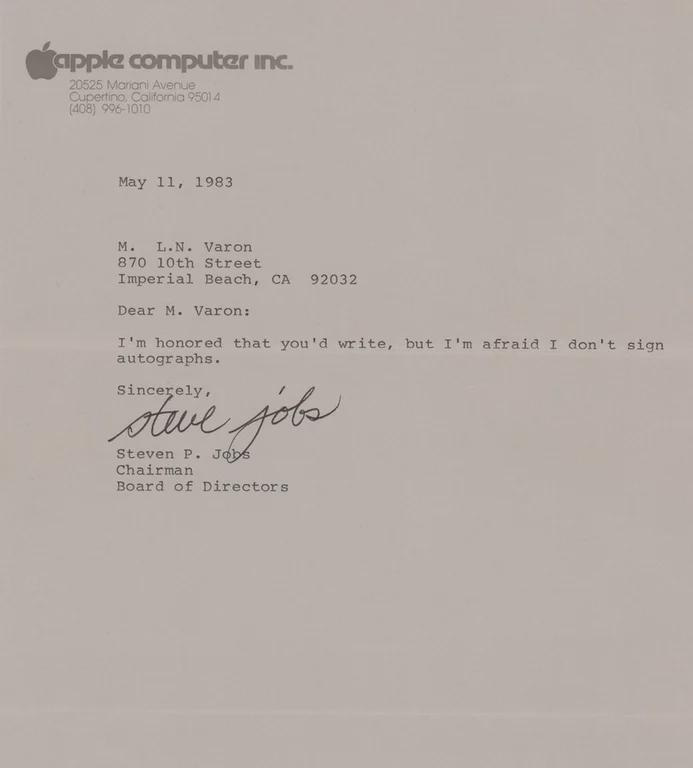 apple computer inc.
20525 Mariani Avenue
Cupertino, California 95014
(408) 996-1010
May 11, 1983
M.  L.N. Varon
870 10th Street
Imperial Beach, CA  92032
Dear M. Varon:
I'm honored that you'd write, but I'm afraid I don't sign
autographs.
Sincerely,
steve jobs
Steven P. Jobs
Chairman
Board of Directors